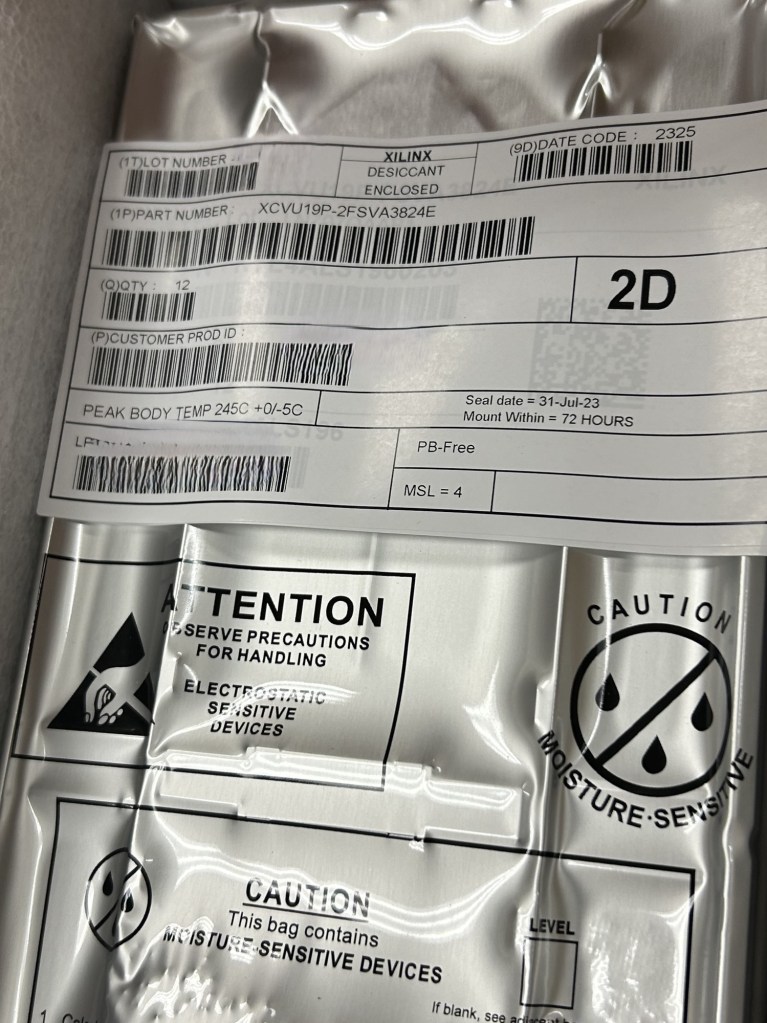 (1T)LOT NUMBER
XILINX
DESICCANT
ENCLOSED
(9D)DATE CODE : 2325
(1P)PART NUMBER: XCVU19P-2FSVA3824E
(Q)QTY : 12
2D
(P)CUSTOMER PROD ID :
PEAK BODY TEMP 245C +0/-5C
Seal date = 31-Jul-23
Mount Within = 72 HOURS
PB-Free
MSL = 4
ATTENTION
OBSERVE PRECAUTIONS
FOR HANDLING
ELECTROSTATIC
SENSITIVE
DEVICES
CAUTION
MOISTURE-SENSITIVE
CAUTION
This bag contains
MOISTURE-SENSITIVE DEVICES
LEVEL
If blank, see
1.